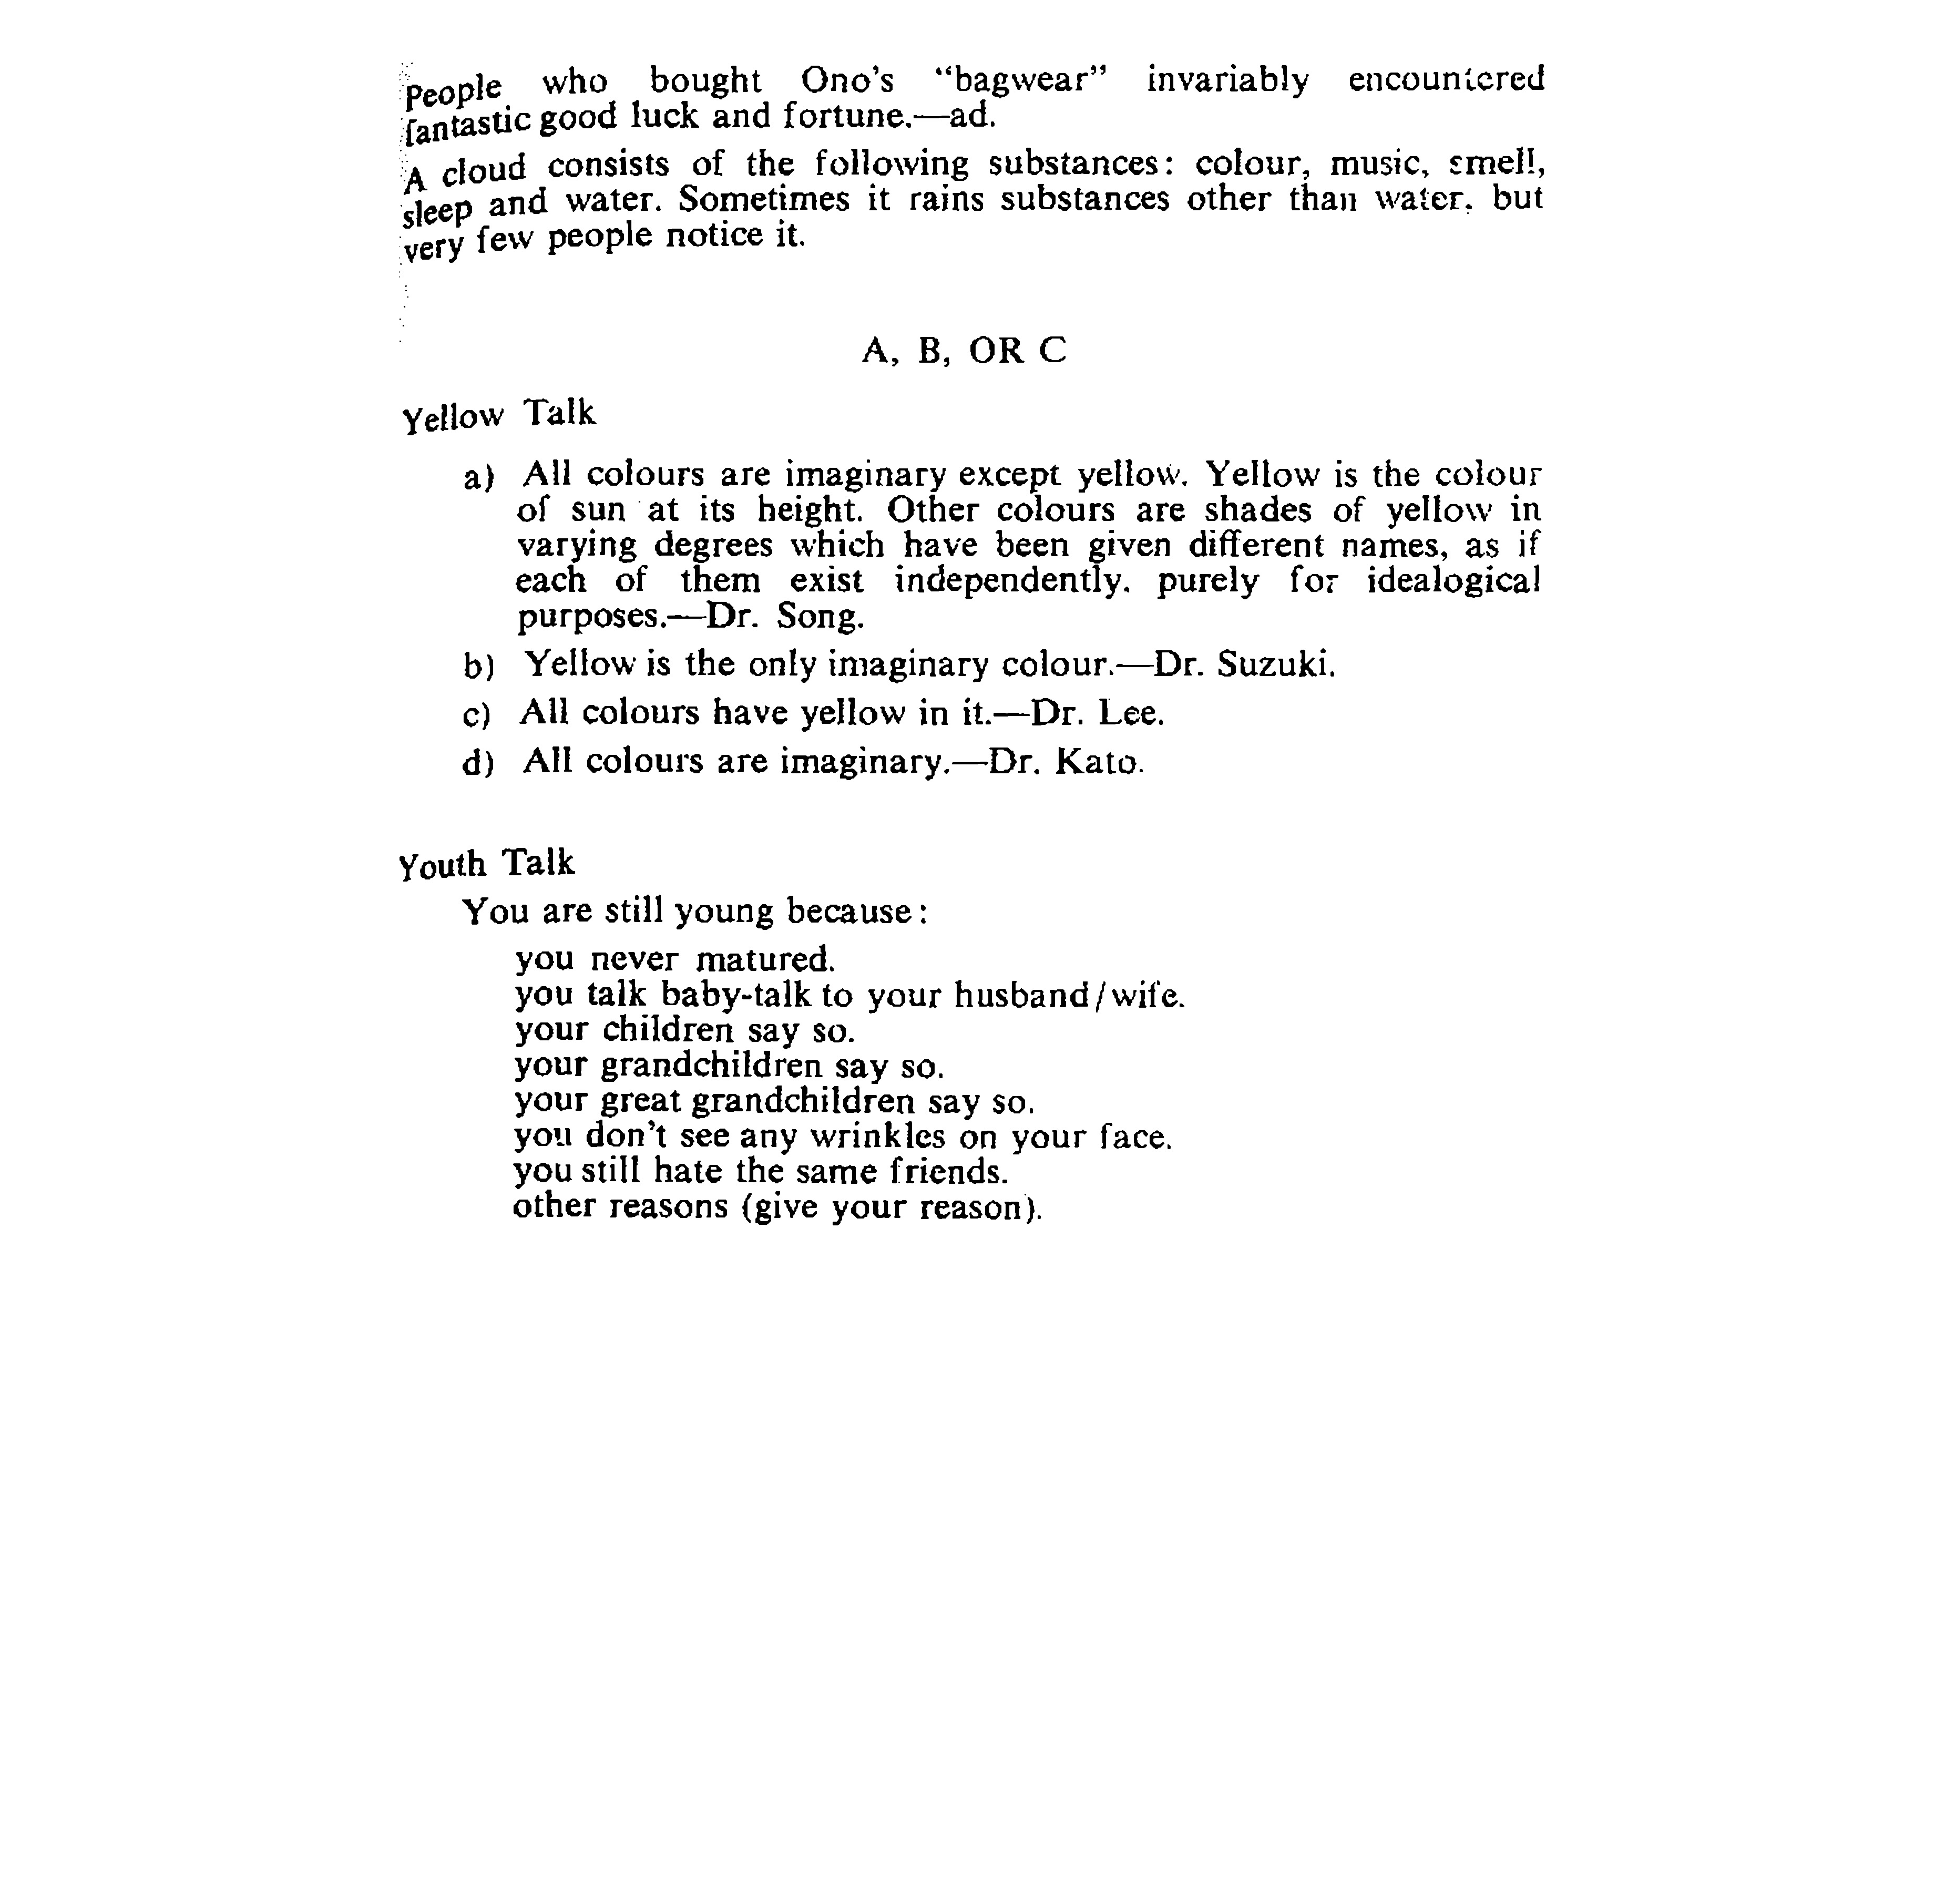 People who bought Ono's “bagwear” invariably encountered
fantastic good luck and fortune.—ad.
A cloud consists of the following substances: colour, music, smell,
sleep and water. Sometimes it rains substances other than water, but
very few people notice it.
A, B, OR C
Yellow Talk
a) All colours are imaginary except yellow. Yellow is the colour
of sun at its height. Other colours are shades of yellow in
varying degrees which have been given different names, as if
each of them exist independently, purely for idealogical
purposes.—Dr. Song.
b) Yellow is the only imaginary colour.—Dr. Suzuki.
c) All colours have yellow in it.—Dr. Lee.
d) All colours are imaginary.—Dr. Kato.
Youth Talk
You are still young because:
you never matured.
you talk baby-talk to your husband/wife.
your children say so.
your grandchildren say so.
your great grandchildren say so.
you don't see any wrinkles on your face.
you still hate the same friends.
other reasons (give your reason).